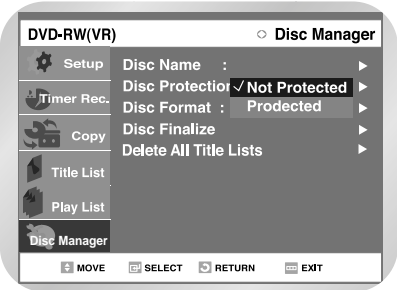 DVD-RW(VR) Disc Manager
Setup
Timer Rec.
Copy
Title List
Play List
Disc Manager
Disc Name :
Disc Protection ✓ Not Protected
Prodected
Disc Format :
Disc Finalize
Delete All Title Lists
MOVE SELECT RETURN EXIT